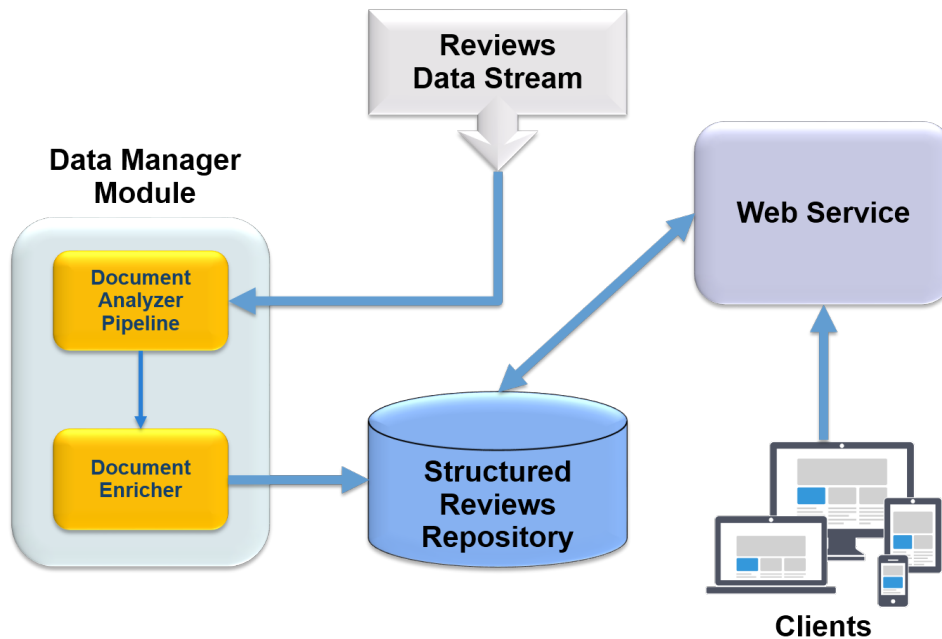 Reviews
Data Stream
Data Manager
Module
Web Service
Document
Analyzer
Pipeline
Document
Enricher
Structured
Reviews
Repository
Clients